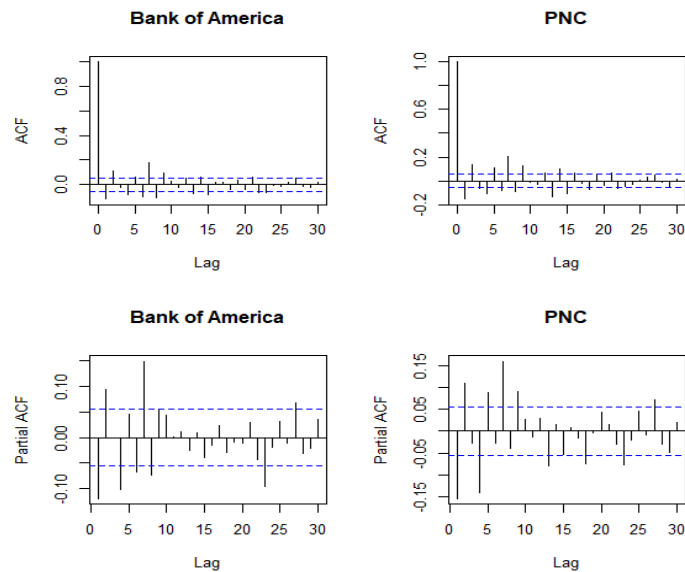 Bank of America
ACF
0.0 0.4 0.8
0 5 10 15 20 25 30
Lag
PNC
ACF
-0.2 0.2 0.6 1.0
0 5 10 15 20 25 30
Lag
Bank of America
Partial ACF
-0.10 0.00 0.10
0 5 10 15 20 25 30
Lag
PNC
Partial ACF
-0.15 -0.05 0.05 0.15
0 5 10 15 20 25 30
Lag